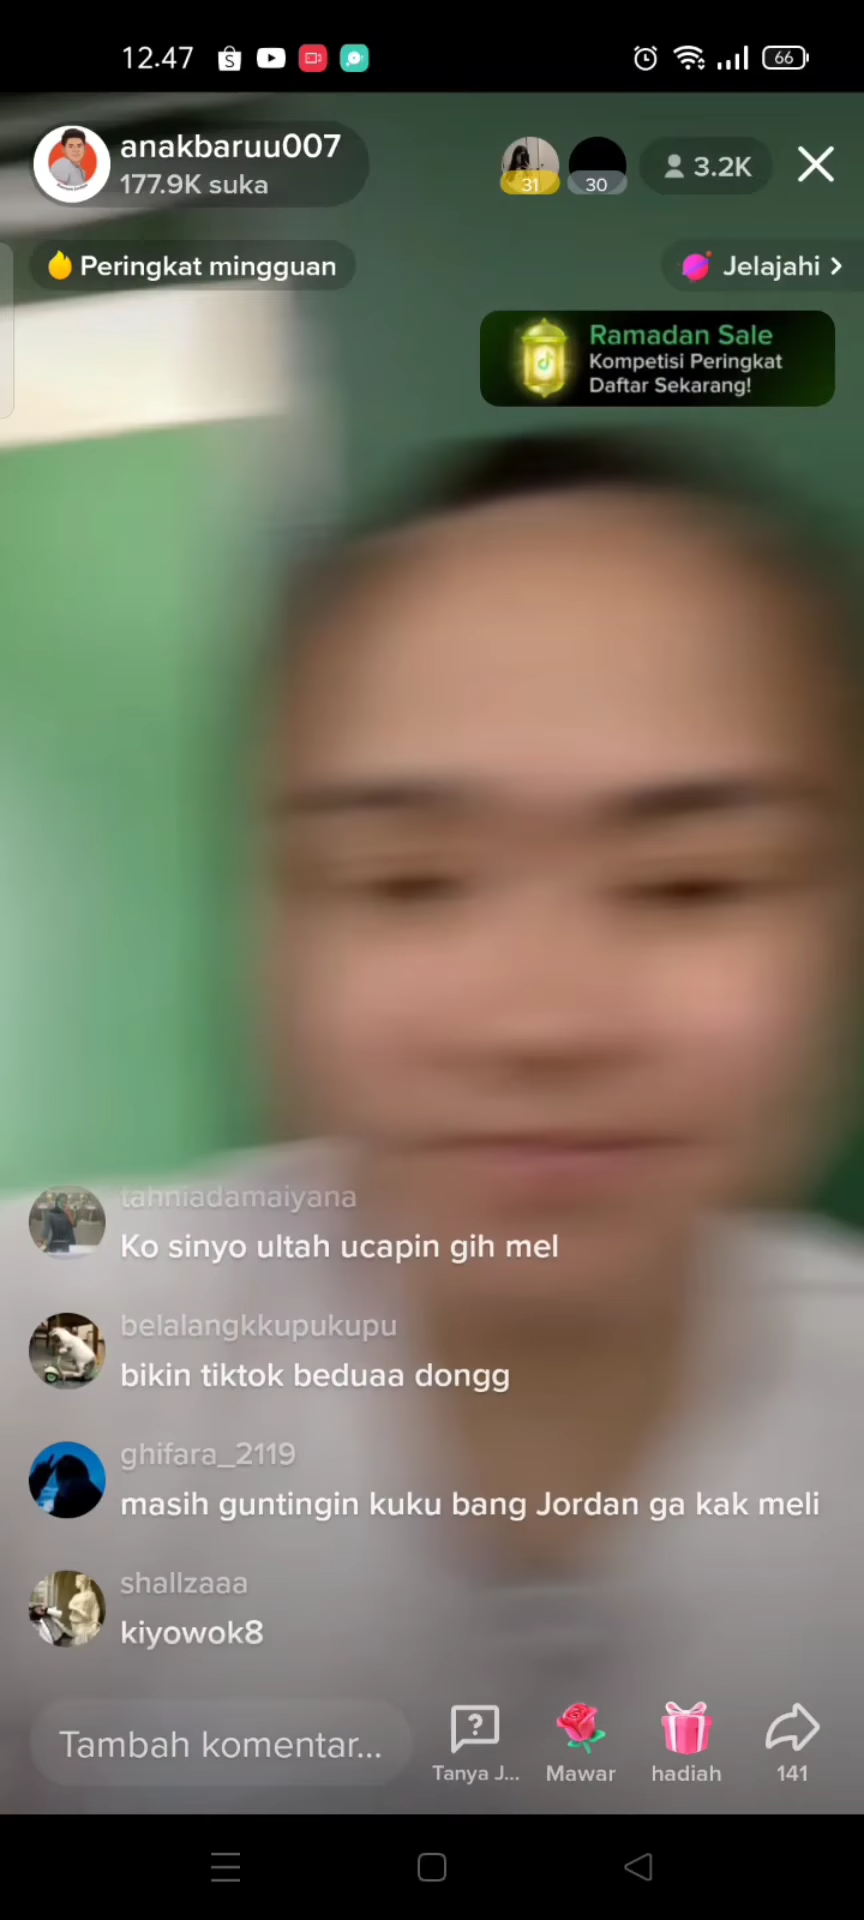 12.47
66
anakbaruu007
177.9K suka
31
30
3.2K
Peringkat mingguan
Jelajahi
Ramadan Sale
Kompetisi Peringkat
Daftar Sekarang!
tahniadamaiyana
Ko sinyo ultah ucapin gih mel
belalangkkupukupu
bikin tiktok beduaa dongg
ghifara_2119
masih guntingin kuku bang Jordan ga kak meli
shallzaaa
kiyowok8
Tambah komentar...
Tanya J...
Mawar
hadiah
141